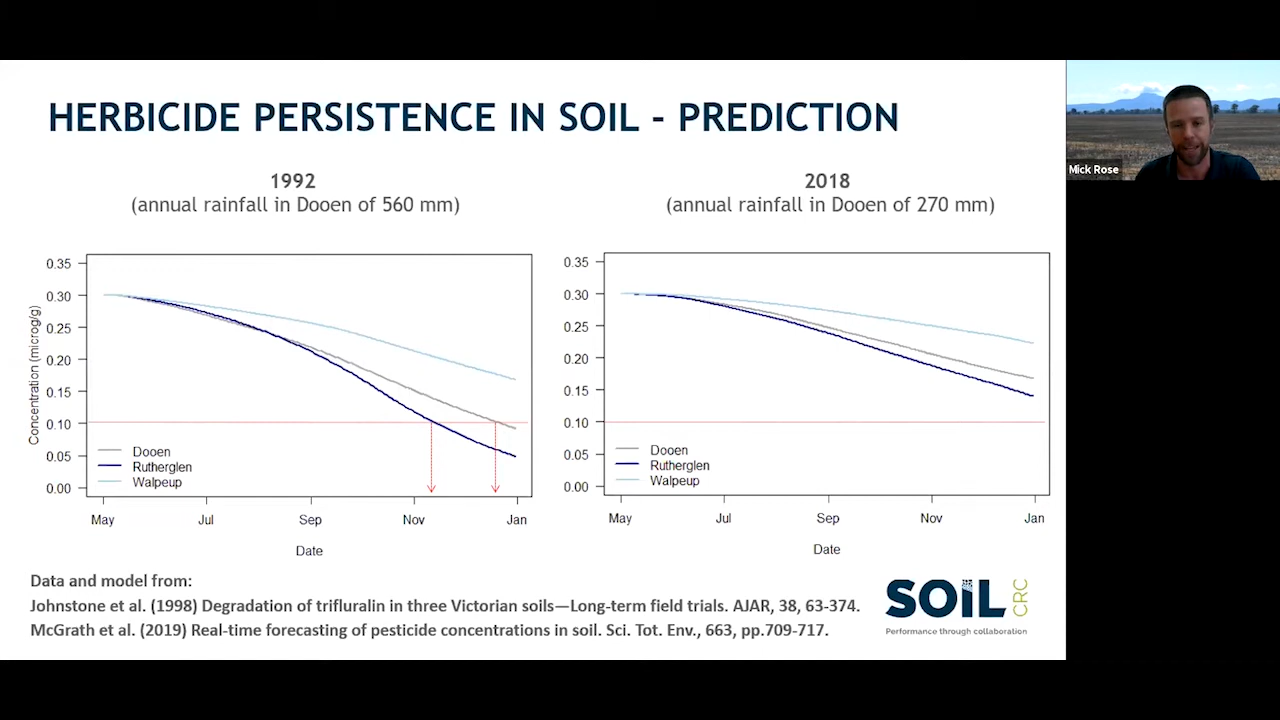 HERBICIDE PERSISTENCE IN SOIL - PREDICTION
Mick Rose
1992
(annual rainfall in Dooen of 560 mm)
2018
(annual rainfall in Dooen of 270 mm)
Concentration (microg/g)
0.35
0.30
0.25
0.20
0.15
0.10
0.05
0.00
Dooen
Rutherglen
Walpeup
May Jul Sep Nov Jan
Date
0.35
0.30
0.25
0.20
0.15
0.10
0.05
0.00
Dooen
Rutherglen
Walpeup
May Jul Sep Nov Jan
Date
Data and model from:
Johnstone et al. (1998) Degradation of trifluralin in three Victorian soils—Long-term field trials. AJAR, 38, 63-374.
McGrath et al. (2019) Real-time forecasting of pesticide concentrations in soil. Sci. Tot. Env., 663, pp.709-717.
SOIL CRC
Performance through collaboration